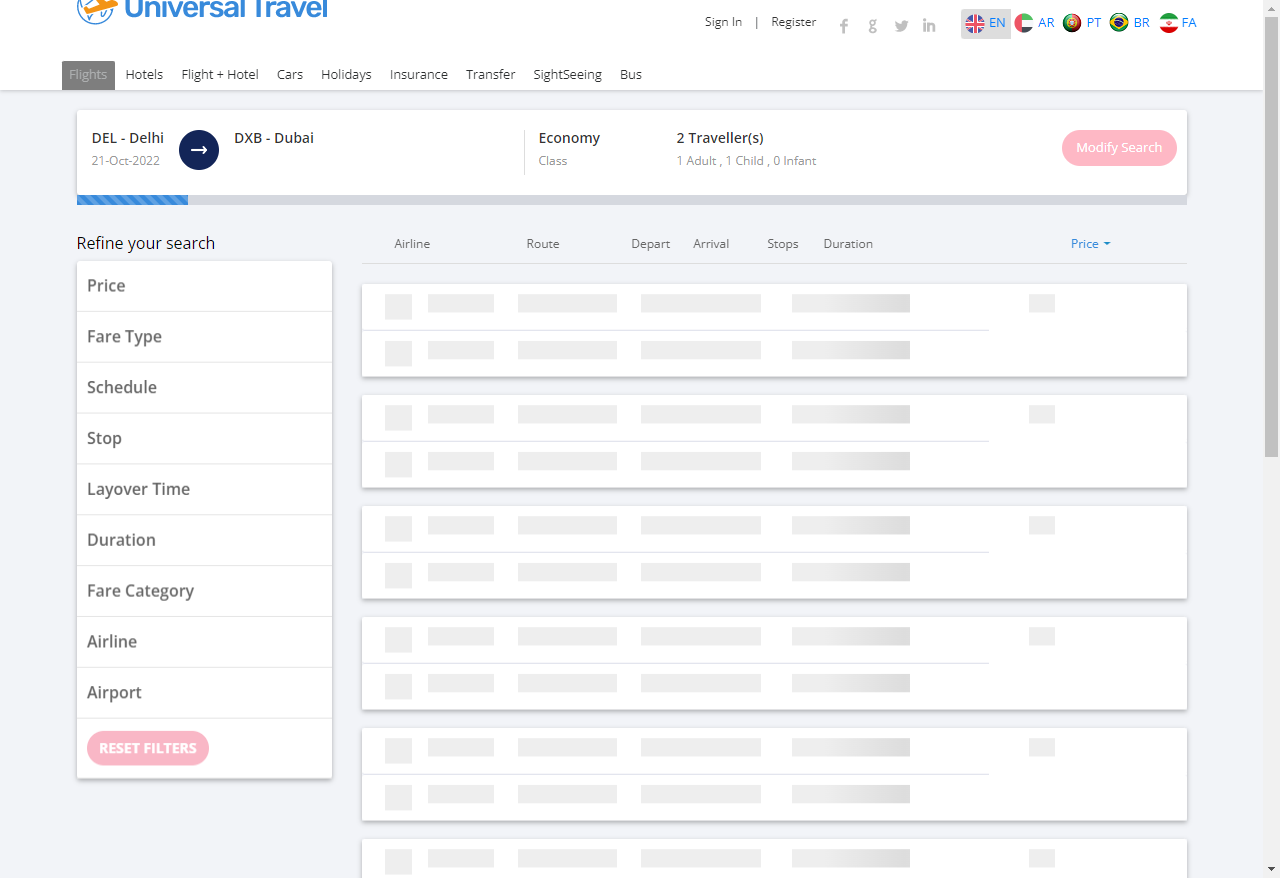 Universal Travel
Sign In | Register
EN AR PT BR FA
Flights Hotels Flight + Hotel Cars Holidays Insurance Transfer SightSeeing Bus
DEL - Delhi → DXB - Dubai Economy 2 Traveller(s)
21-Oct-2022 Class 1 Adult , 1 Child , 0 Infant
Modify Search
Refine your search
Airline Route Depart Arrival Stops Duration Price
Price
Fare Type
Schedule
Stop
Layover Time
Duration
Fare Category
Airline
Airport
RESET FILTERS